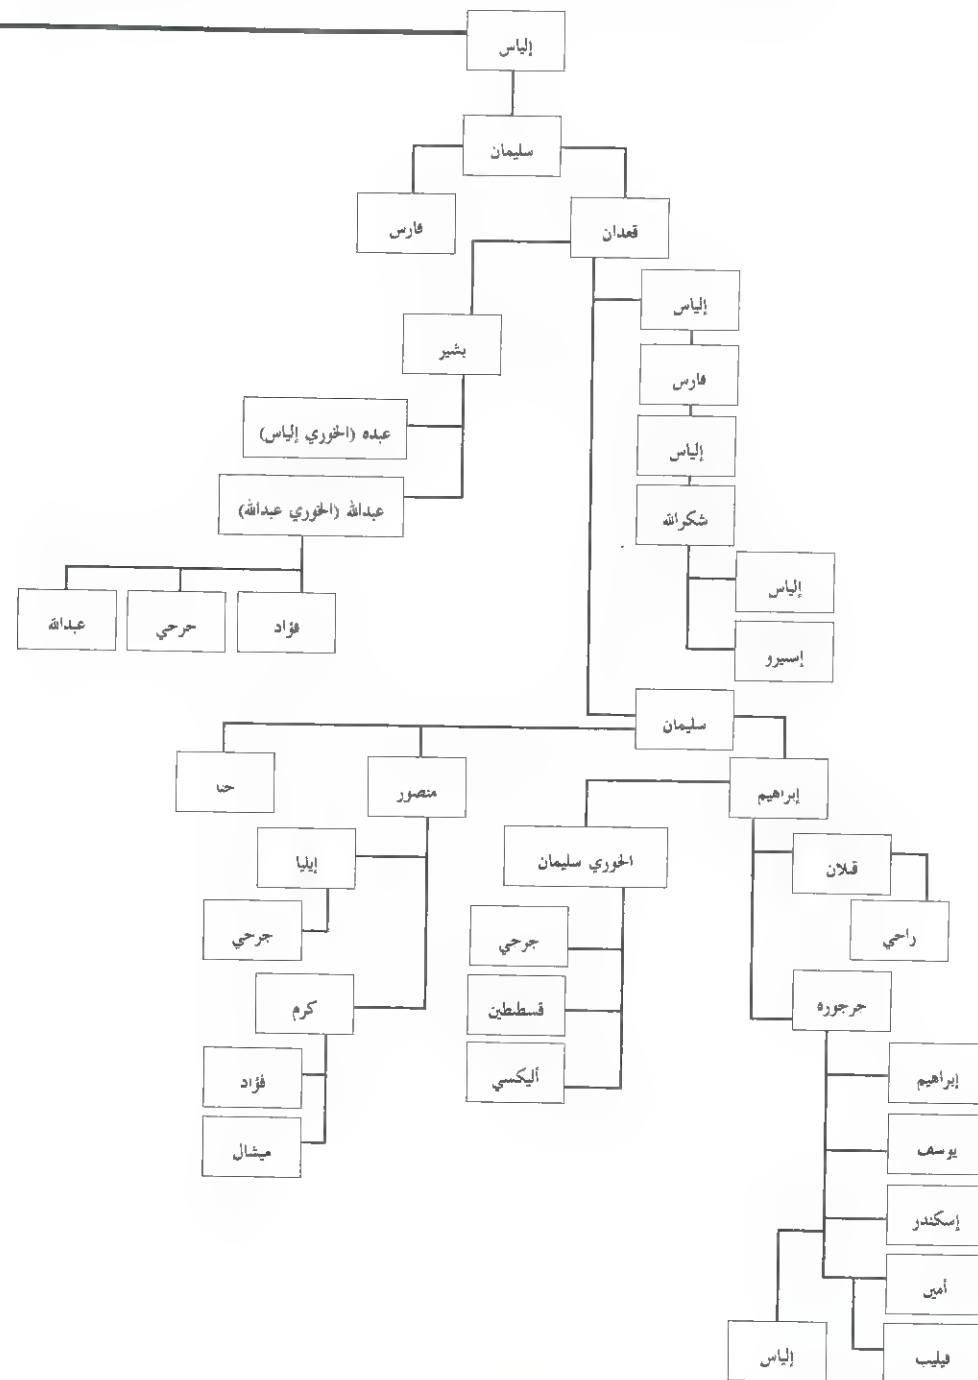 إلياس
سليمان
فارس
قعدان
إلياس
بشير
فارس
عبده (الخوري إلياس)
إلياس
عبدالله (الخوري عبدالله)
شكرالله
إلياس
فؤاد
جرجي
عبدالله
إسبيرو
سليمان
إبراهيم
منصور
حنا
الخوري سليمان
إيليا
قبلان
راجي
جرجي
جرجي
كرم
قسطنطين
جرجوره
فؤاد
أليكسي
إبراهيم
ميشال
يوسف
إسكندر
أمين
إلياس
فيليب